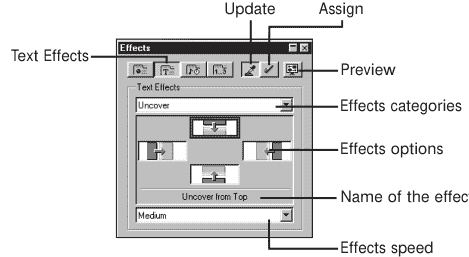 Update
Assign
Text Effects
Effects
Preview
Text Effects
Uncover
Effects categories
Effects options
Uncover from Top
Name of the effec
Medium
Effects speed